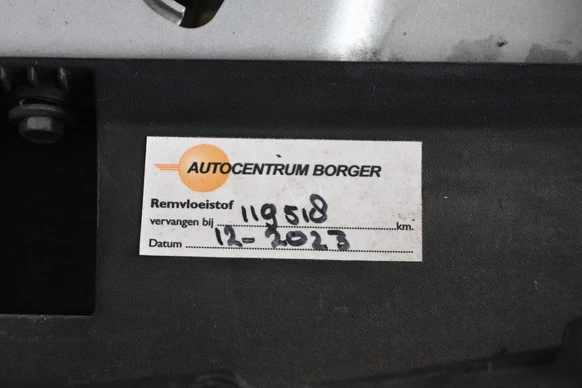 AUTOCENTRUM BORGER
Remvloeistof
vervangen bij 119518 km.
Datum 12-2023